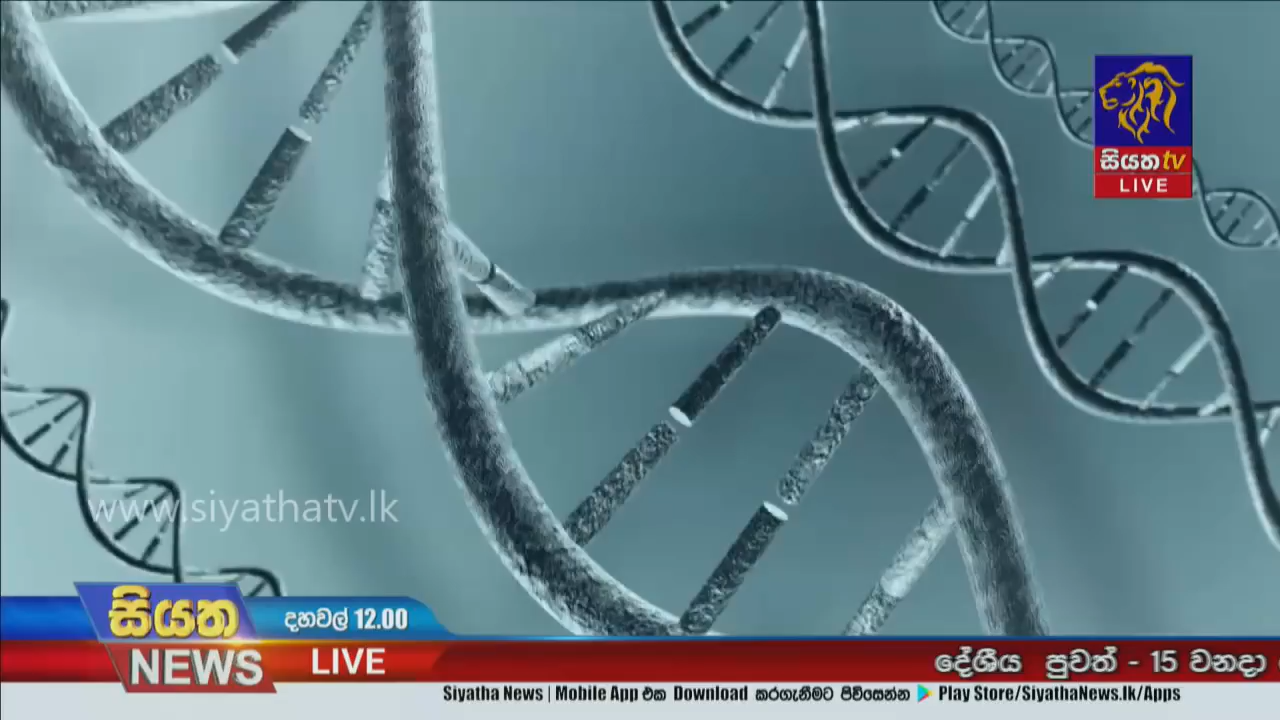 සියත tv
LIVE
www.siyathatv.lk
සියත
දහවල් 12.00
NEWS
LIVE
දේශීය පුවත් - 15 වනදා
Siyatha News | Mobile App එක Download කරගැනීමට පිවිසෙන්න Play Store/SiyathaNews.lk/Apps